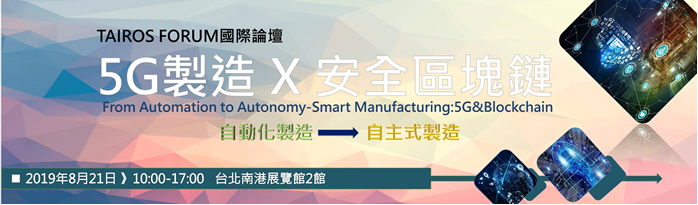 TAIROS FORUM國際論壇
5G製造 X 安全區塊鏈
From Automation to Autonomy-Smart Manufacturing:5G&Blockchain
自動化製造 → 自主式製造
■ 2019年8月21日 》 10:00-17:00 台北南港展覽館2館